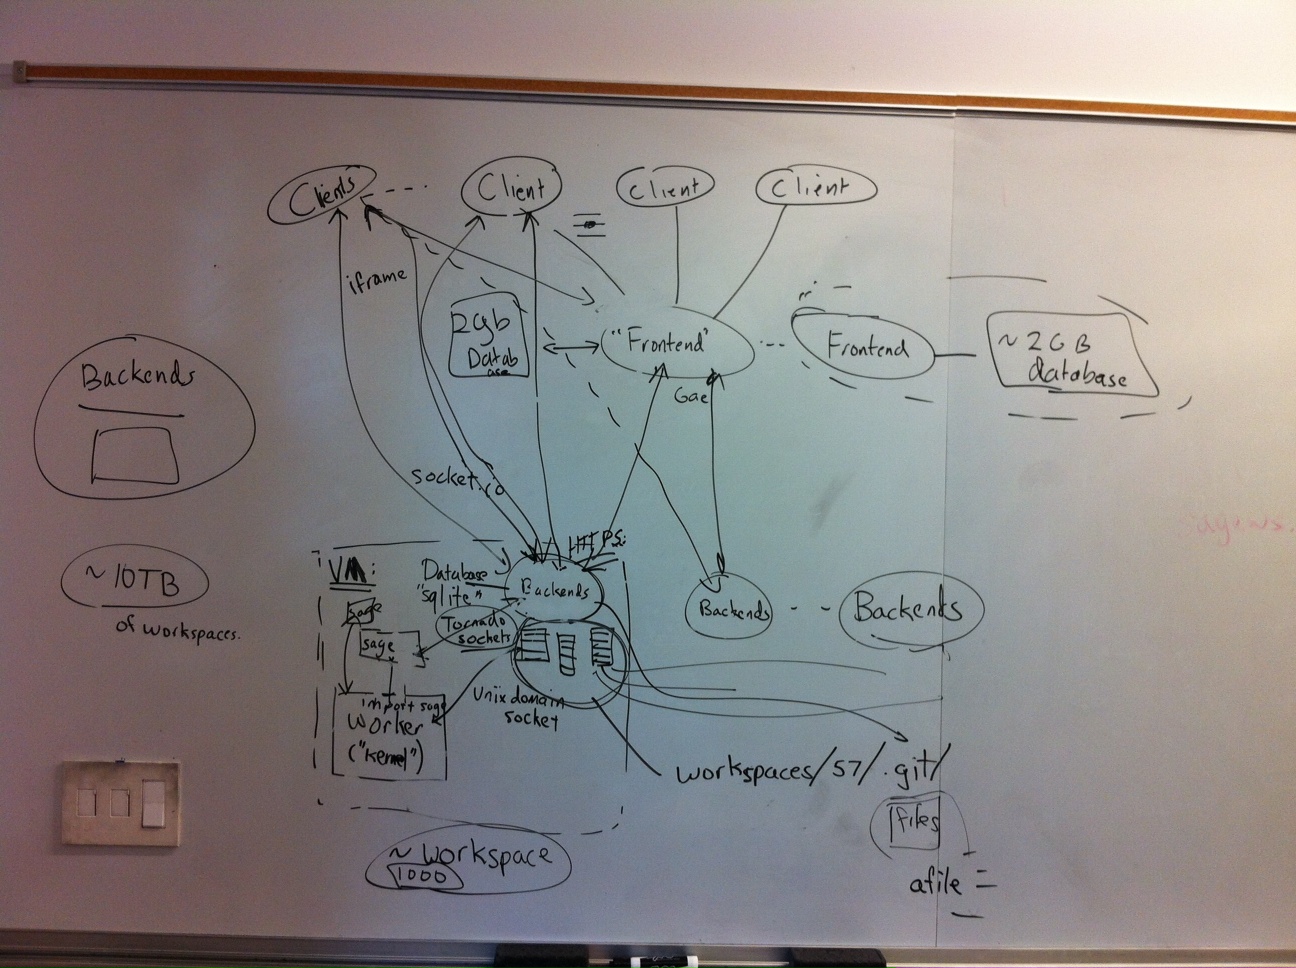 Clients
Client
Client
Client
iframe
2gb
Datab
ase
"Frontend"
Gae
Frontend
~ 2GB
database
Backends
socket.io
HTTPS:
VM:
Database
"sqlite"
Backends
Backends
Backends
~10TB
of workspaces.
sage
sage
Tornado
sockets
import sage
worker
("kernel")
Unix domain
socket
workspaces/57/.git/
files
afile
~ workspace
1000
sagews.